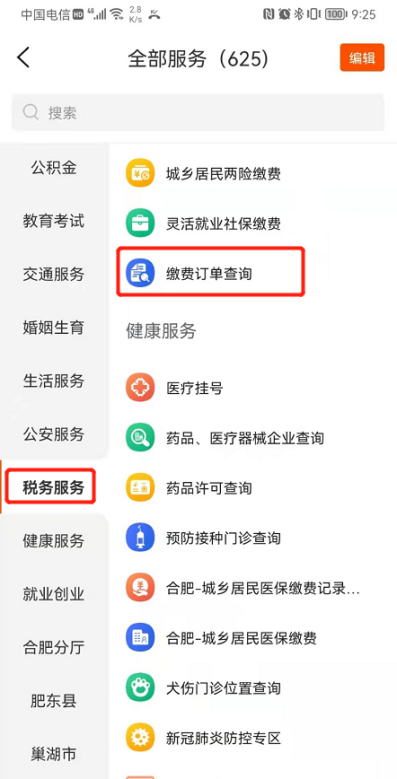 中国电信 HD 4G 2.8 K/s 100 9:25
全部服务（625） 编辑
搜索
公积金
教育考试
交通服务
婚姻生育
生活服务
公安服务
税务服务
健康服务
就业创业
合肥分厅
肥东县
巢湖市
城乡居民两险缴费
灵活就业社保缴费
缴费订单查询
健康服务
医疗挂号
药品、医疗器械企业查询
药品许可查询
预防接种门诊查询
合肥-城乡居民医保缴费记录...
合肥-城乡居民医保缴费
犬伤门诊位置查询
新冠肺炎防控专区